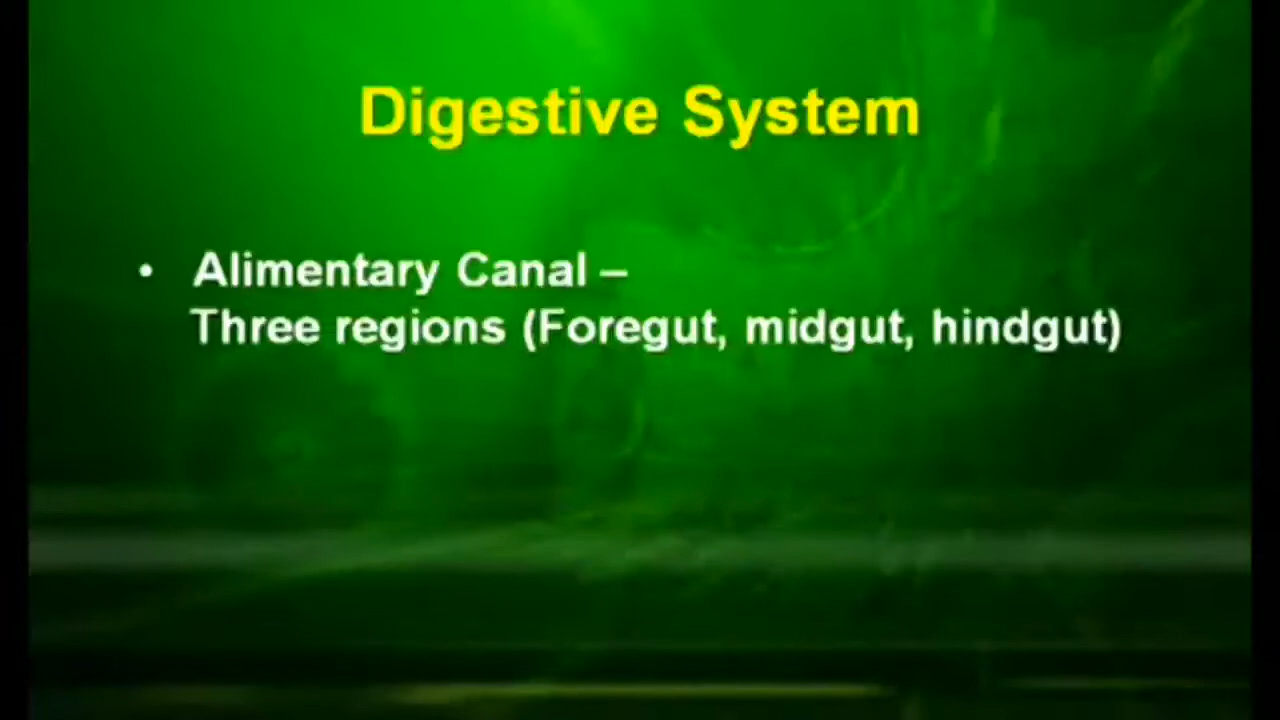 Digestive System
• Alimentary Canal –
Three regions (Foregut, midgut, hindgut)